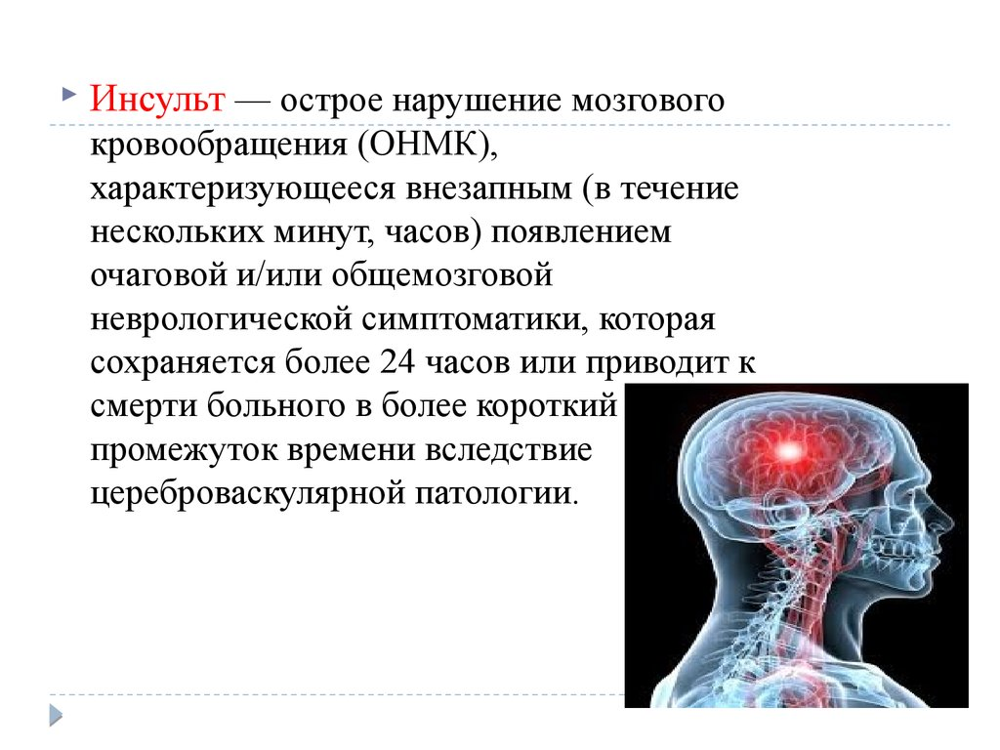 Инсульт — острое нарушение мозгового
кровообращения (ОНМК),
характеризующееся внезапным (в течение
нескольких минут, часов) появлением
очаговой и/или общемозговой
неврологической симптоматики, которая
сохраняется более 24 часов или приводит к
смерти больного в более короткий
промежуток времени вследствие
цереброваскулярной патологии.